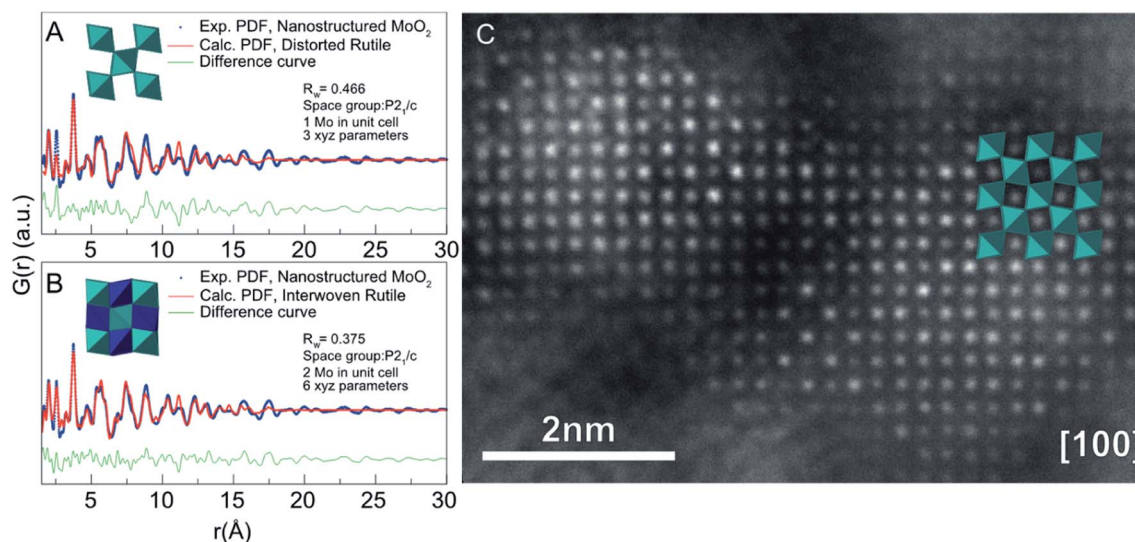 A
Exp. PDF, Nanostructured MoO₂
Calc. PDF, Distorted Rutile
Difference curve
R_w= 0.466
Space group:P2₁/c
1 Mo in unit cell
3 xyz parameters
5 10 15 20 25 30
G(r) (a.u.)
B
Exp. PDF, Nanostructured MoO₂
Calc. PDF, Interwoven Rutile
Difference curve
R_w= 0.375
Space group:P2₁/c
2 Mo in unit cell
6 xyz parameters
5 10 15 20 25 30
r(Å)
C
2nm
[100]